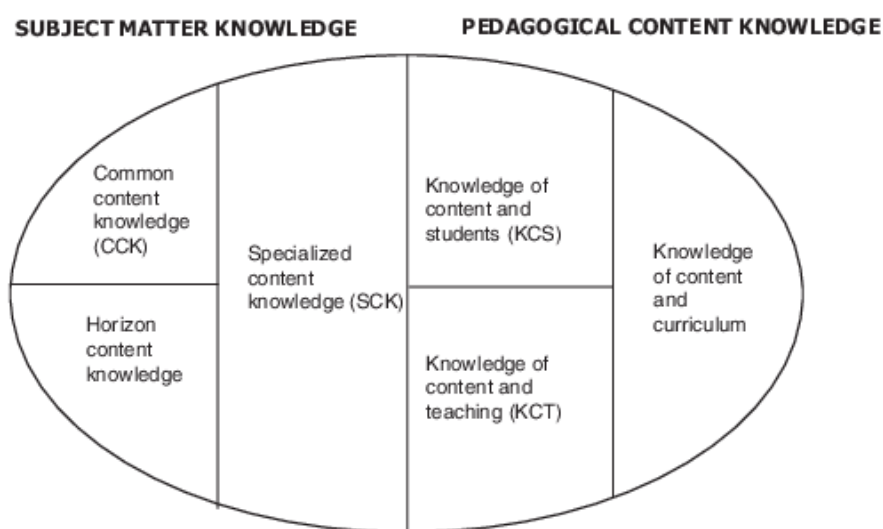 SUBJECT MATTER KNOWLEDGE
PEDAGOGICAL CONTENT KNOWLEDGE
Common
content
knowledge
(CCK)
Horizon
content
knowledge
Specialized
content
knowledge (SCK)
Knowledge of
content and
students (KCS)
Knowledge of
content and
teaching (KCT)
Knowledge
of content
and
curriculum